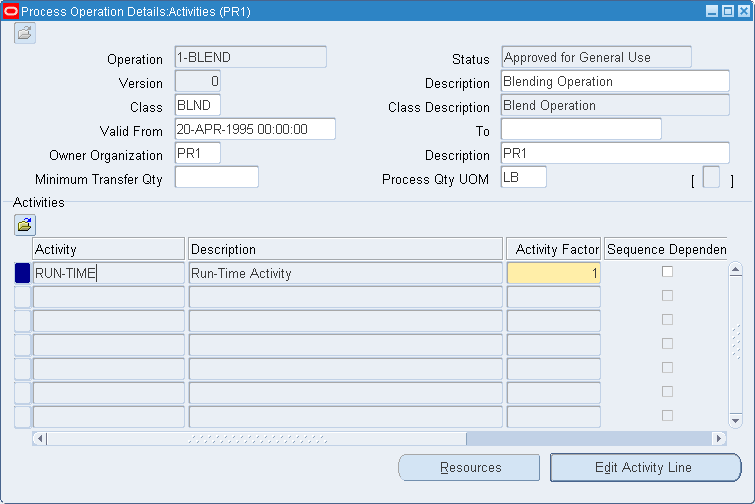 Process Operation Details:Activities (PR1)
Operation 1-BLEND Status Approved for General Use
Version 0 Description Blending Operation
Class BLND Class Description Blend Operation
Valid From 20-APR-1995 00:00:00 To
Owner Organization PR1 Description PR1
Minimum Transfer Qty Process Qty UOM LB [ ]
Activities
Activity Description Activity Factor Sequence Dependen
RUN-TIME Run-Time Activity 1
Resources Edit Activity Line